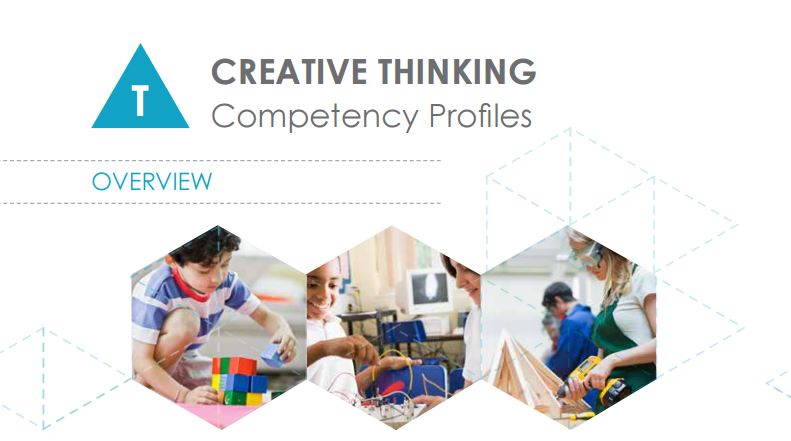 T
CREATIVE THINKING
Competency Profiles
OVERVIEW